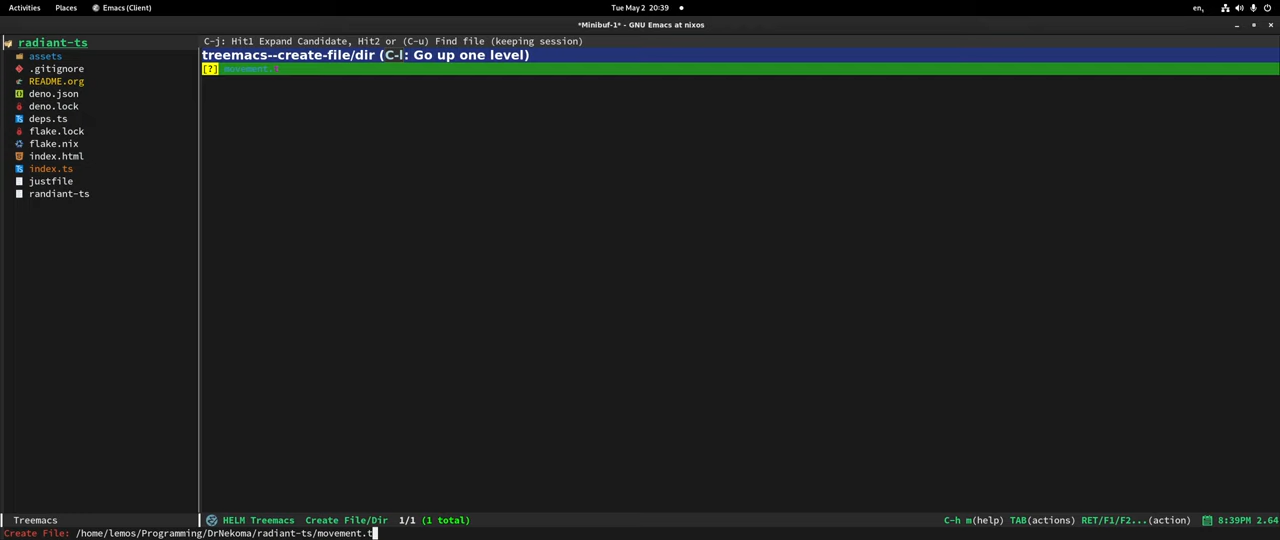 Activities Places Emacs (Client) Tue May 2 20:39 en,
*Minibuf-1* - GNU Emacs at nixos
radiant-ts
assets
.gitignore
README.org
deno.json
deno.lock
deps.ts
flake.lock
flake.nix
index.html
index.ts
justfile
randiant-ts
C-j: Hit1 Expand Candidate, Hit2 or (C-u) Find file (keeping session)
treemacs--create-file/dir (C-l: Go up one level)
[?] movement.t
Treemacs HELM Treemacs Create File/Dir 1/1 (1 total) C-h m(help) TAB(actions) RET/F1/F2...(action) 8:39PM 2.64
Create File: /home/lemos/Programming/DrNekoma/radiant-ts/movement.t